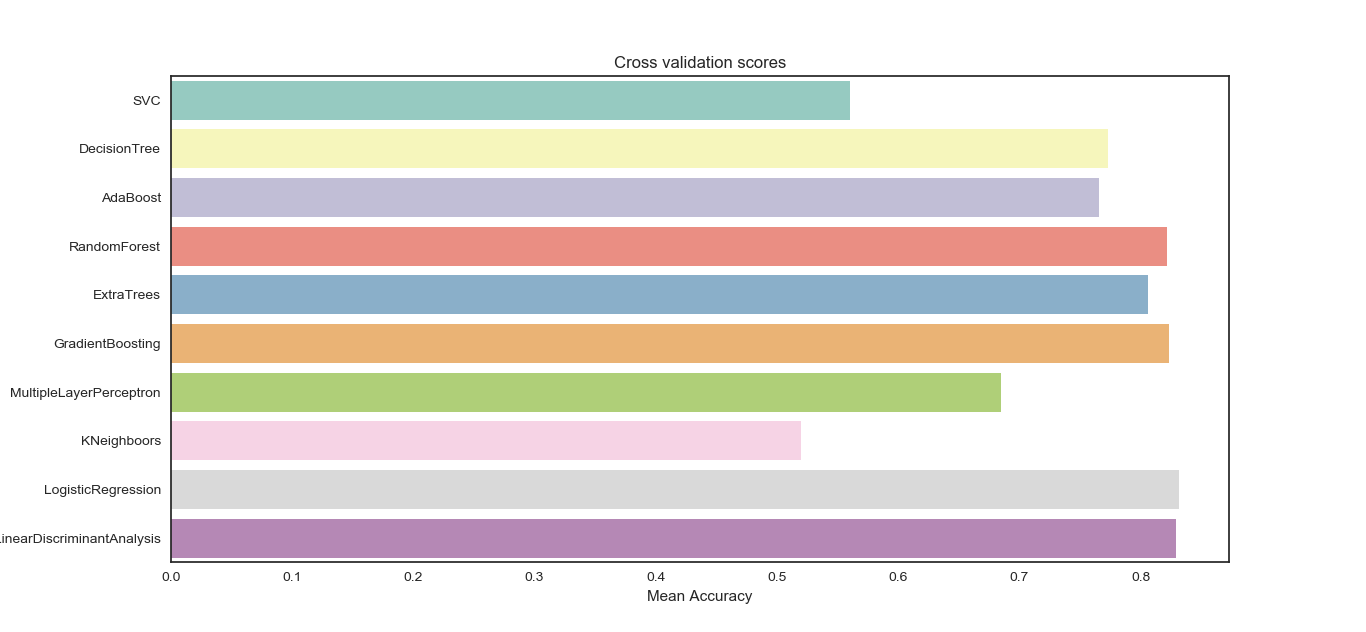 Cross validation scores
SVC
DecisionTree
AdaBoost
RandomForest
ExtraTrees
GradientBoosting
MultipleLayerPerceptron
KNeighboors
LogisticRegression
inearDiscriminantAnalysis
0.0 0.1 0.2 0.3 0.4 0.5 0.6 0.7 0.8
Mean Accuracy